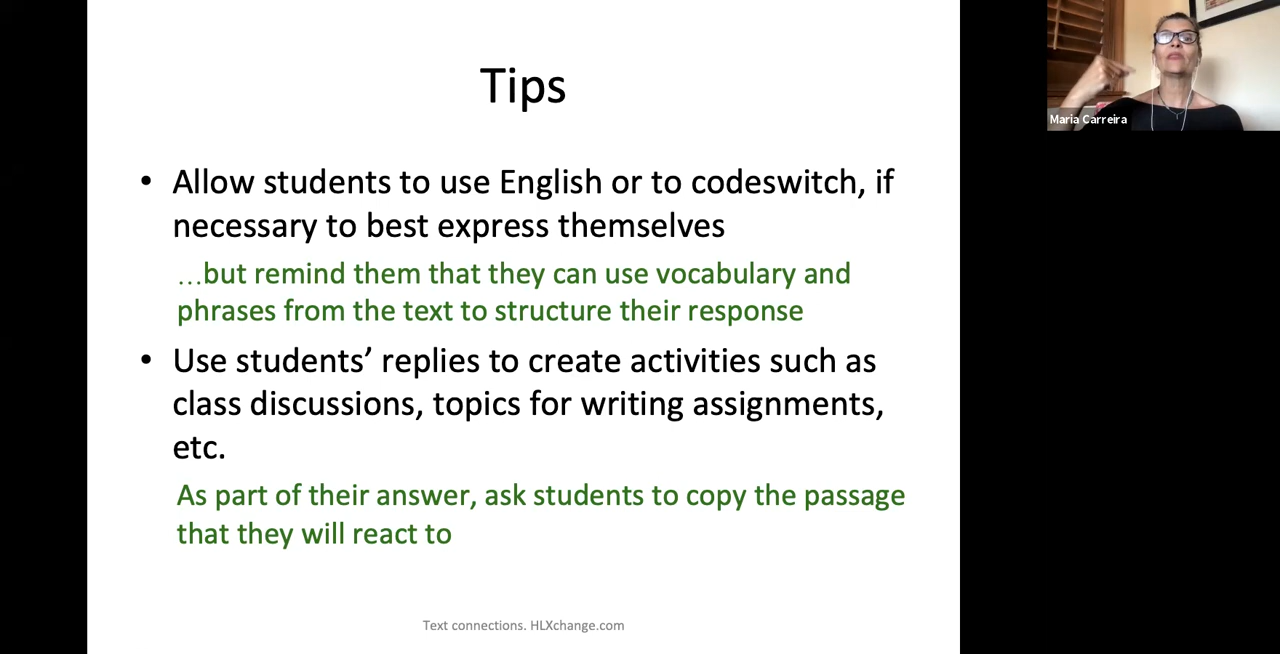 Tips
• Allow students to use English or to codeswitch, if
necessary to best express themselves
…but remind them that they can use vocabulary and
phrases from the text to structure their response
• Use students’ replies to create activities such as
class discussions, topics for writing assignments,
etc.
As part of their answer, ask students to copy the passage
that they will react to
Text connections. HLXchange.com
Maria Carreira